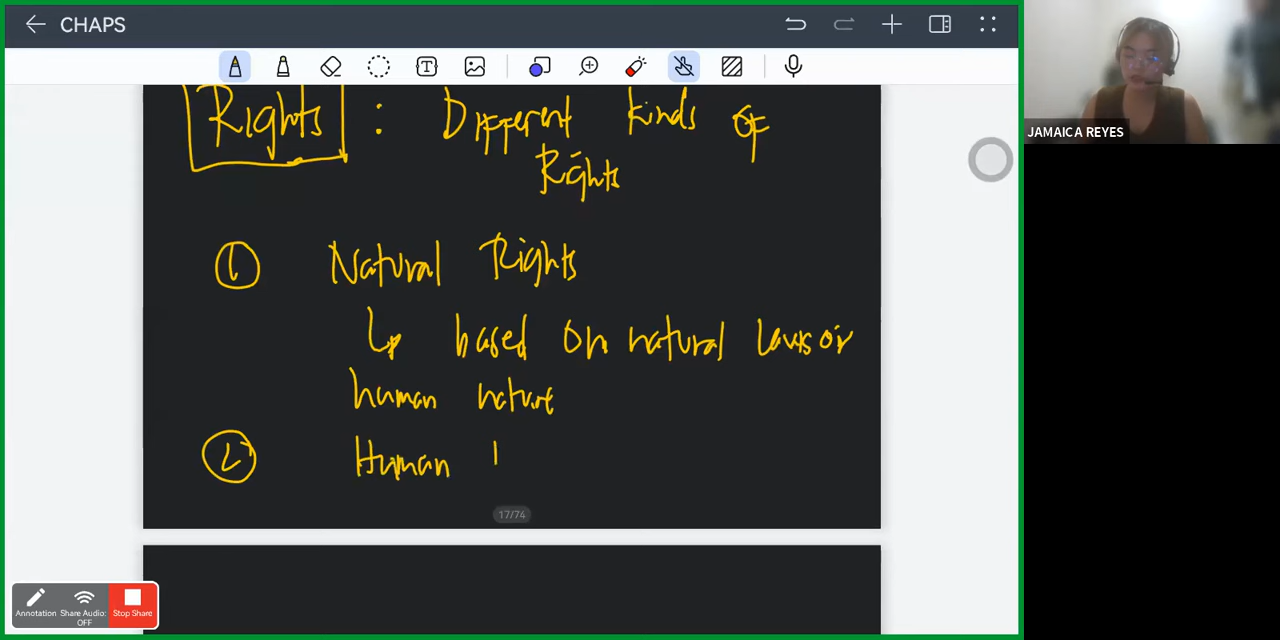 CHAPS
Rights : Different kinds of
Rights
1 Natural Rights
based on natural laws or
human nature
2 Human
17/74
Annotation Share Audio: OFF Stop Share
JAMAICA REYES